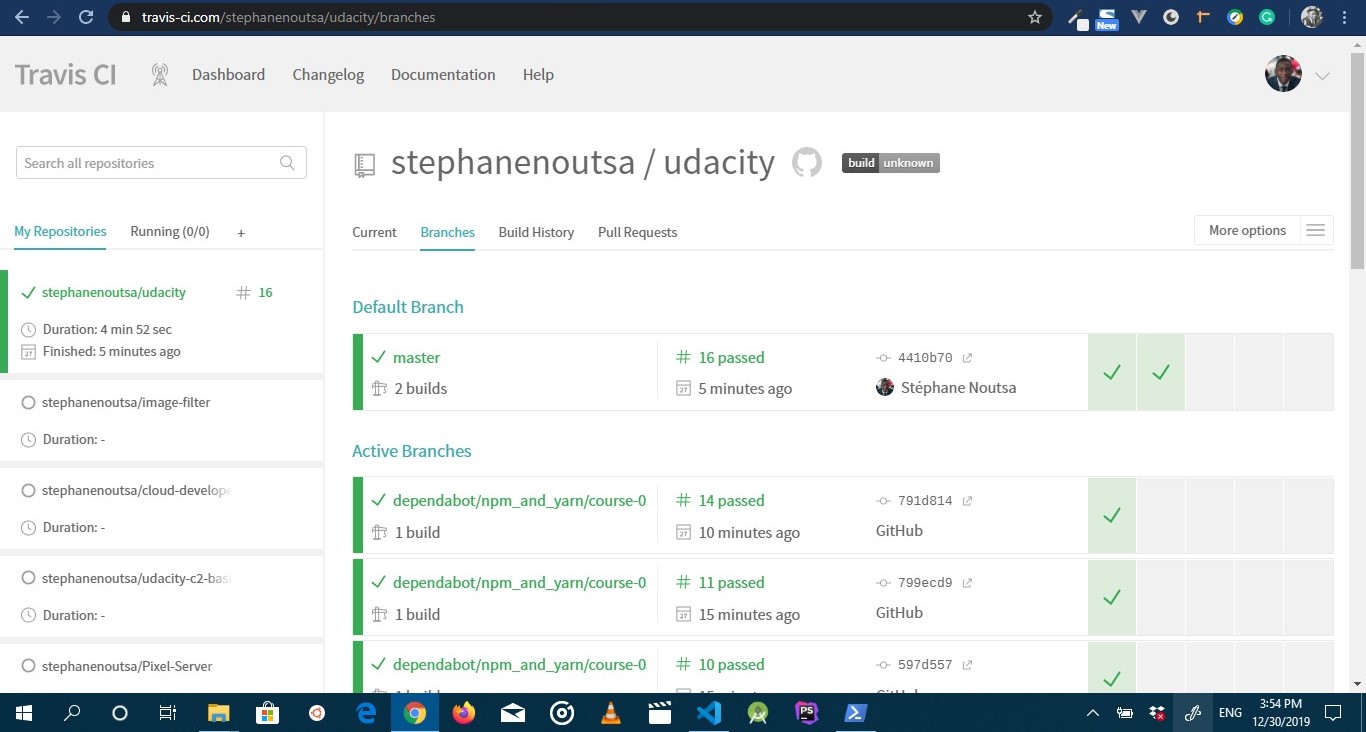 travis-ci.com/stephanenoutsa/udacity/branches
New
Travis CI
Dashboard
Changelog
Documentation
Help
Search all repositories
My Repositories
Running (0/0)
+
stephanenoutsa/udacity
# 16
Duration: 4 min 52 sec
Finished: 5 minutes ago
stephanenoutsa/image-filter
Duration: -
stephanenoutsa/cloud-develope
Duration: -
stephanenoutsa/udacity-c2-bas
Duration: -
stephanenoutsa/Pixel-Server
stephanenoutsa / udacity
build unknown
Current
Branches
Build History
Pull Requests
More options
Default Branch
master
# 16 passed
4410b70
2 builds
5 minutes ago
Stéphane Noutsa
Active Branches
dependabot/npm_and_yarn/course-0
# 14 passed
791d814
1 build
10 minutes ago
GitHub
dependabot/npm_and_yarn/course-0
# 11 passed
799ecd9
1 build
15 minutes ago
GitHub
dependabot/npm_and_yarn/course-0
# 10 passed
597d557
PS
ENG
3:54 PM
12/30/2019